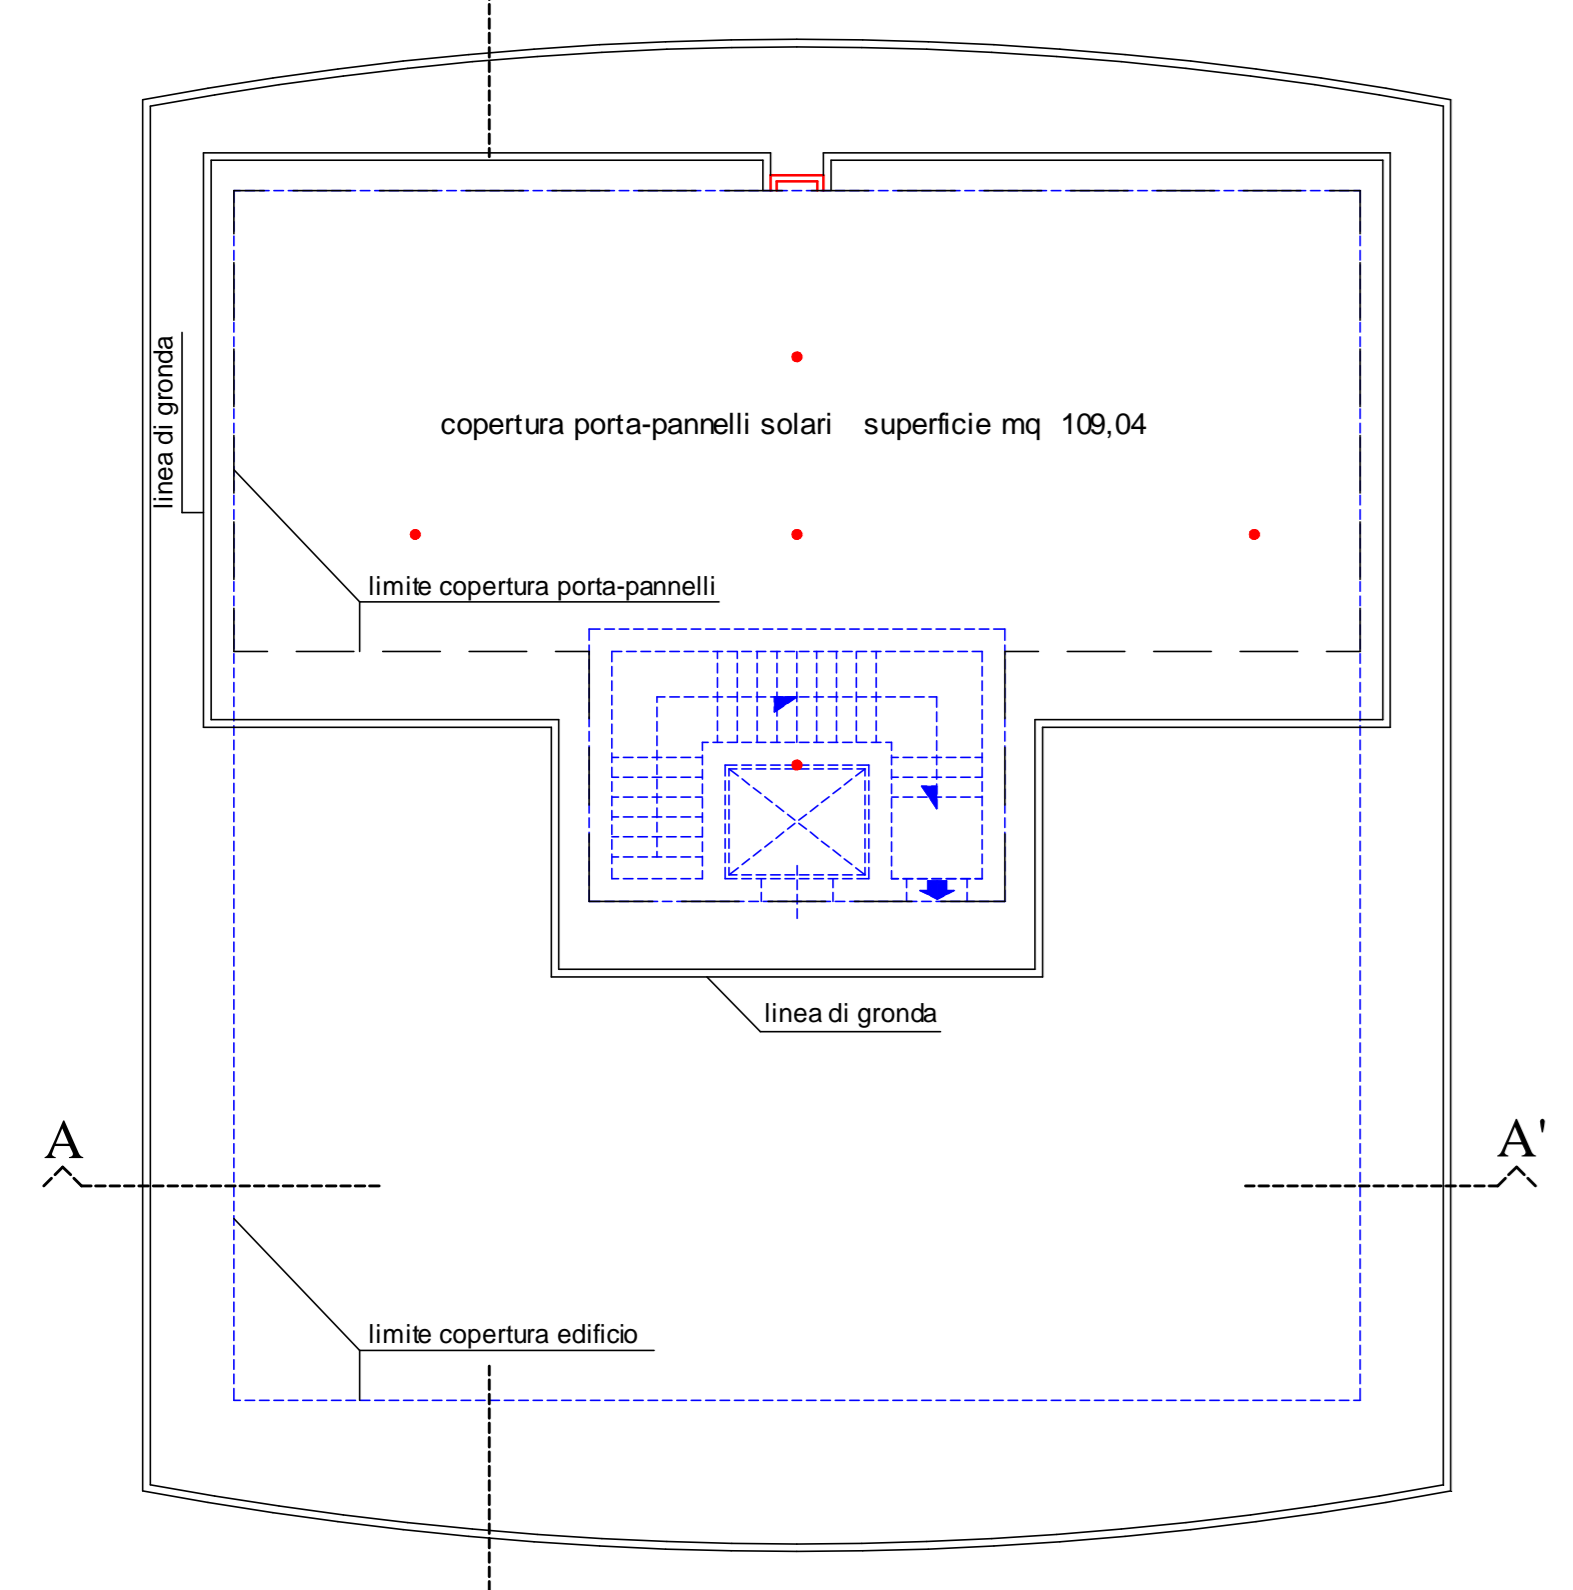 linea di gronda
copertura porta-pannelli solari superficie mq 109,04
limite copertura porta-pannelli
linea di gronda
A
A'
limite copertura edificio